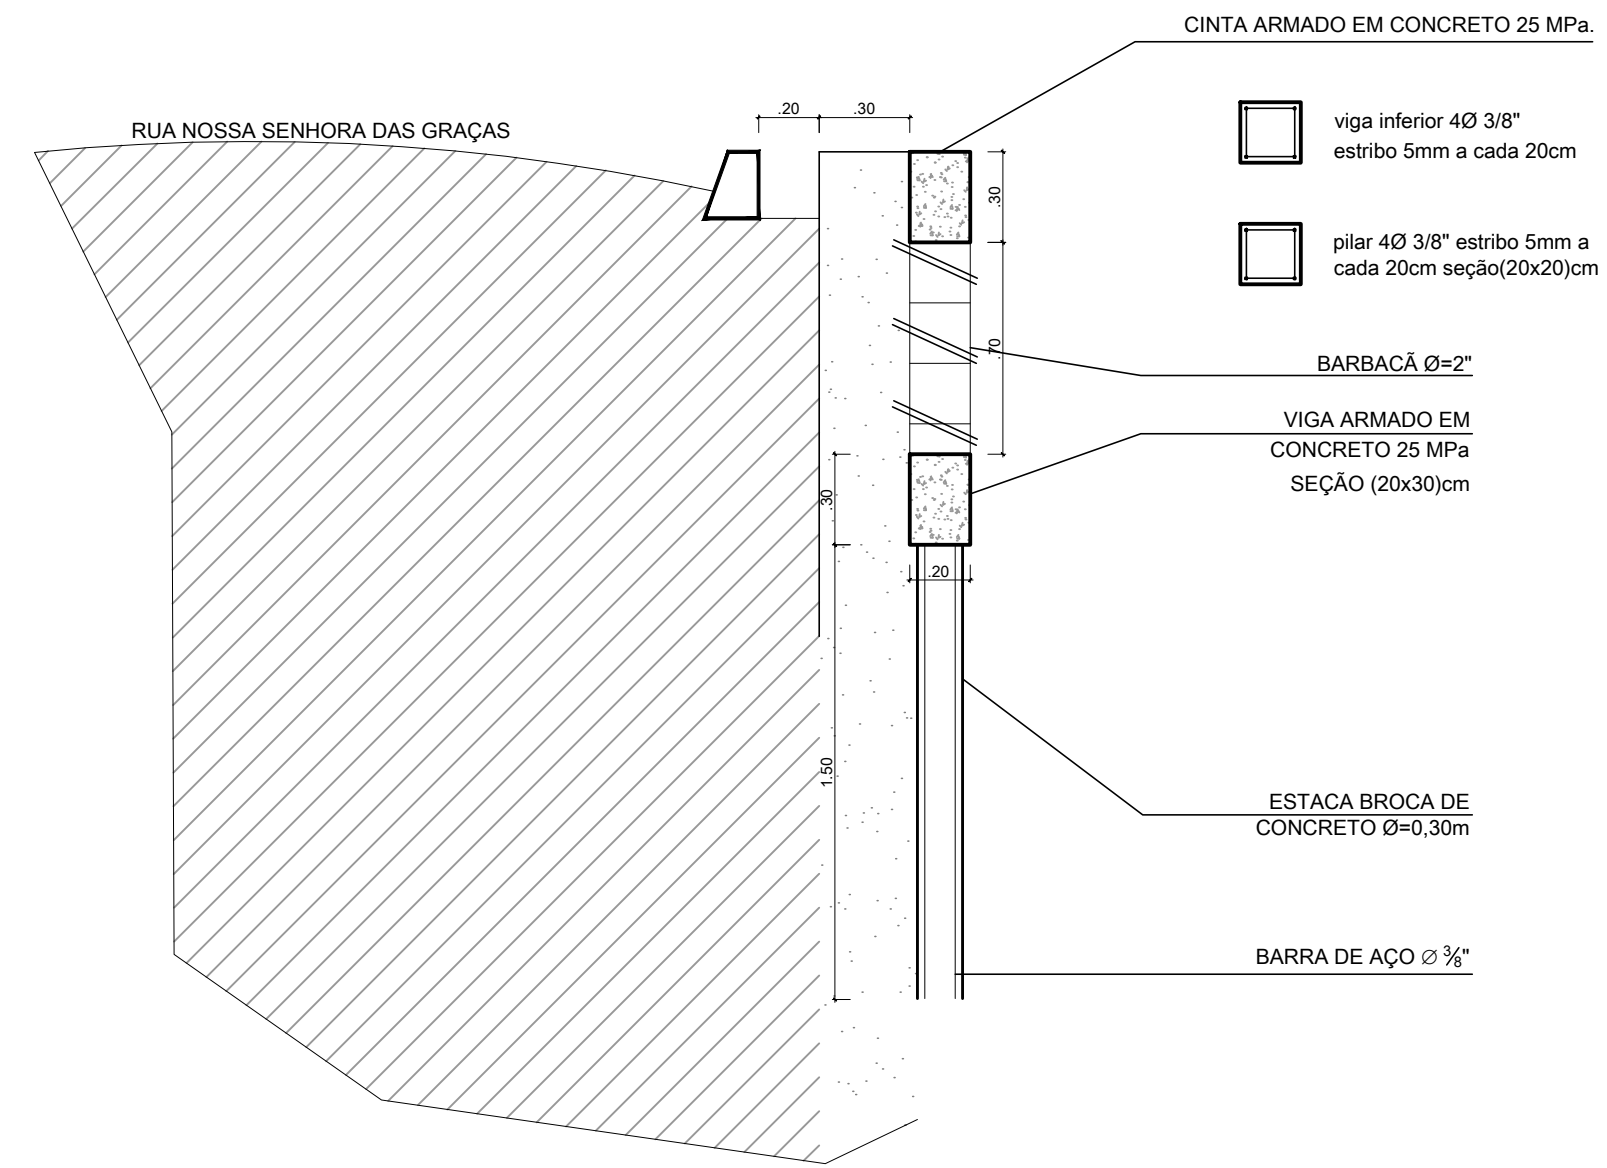 CINTA ARMADO EM CONCRETO 25 MPa.
.20
.30
RUA NOSSA SENHORA DAS GRAÇAS
viga inferior 4Ø 3/8"
estribo 5mm a cada 20cm
.30
pilar 4Ø 3/8" estribo 5mm a
cada 20cm seção(20x20)cm
.70
BARBACÃ Ø=2"
VIGA ARMADO EM
CONCRETO 25 MPa
SEÇÃO (20x30)cm
.30
.20
1.50
ESTACA BROCA DE
CONCRETO Ø=0,30m
BARRA DE AÇO ∅ ⅜"